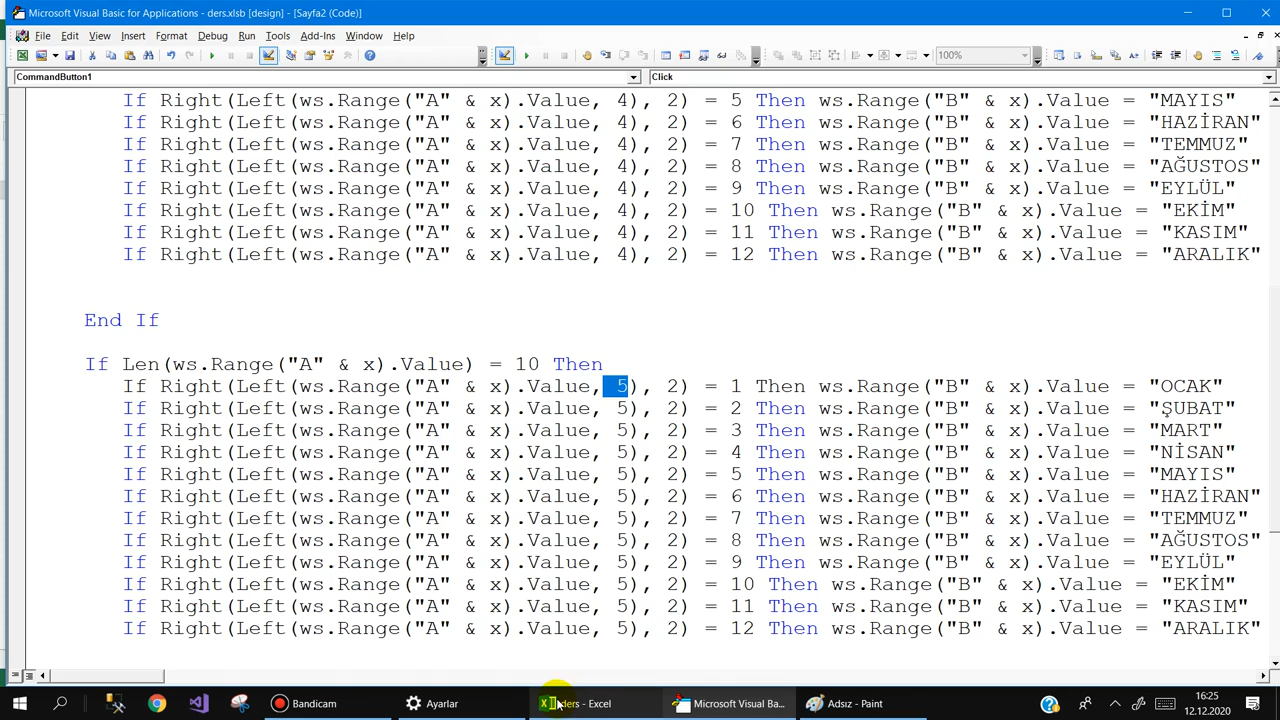 Microsoft Visual Basic for Applications - ders.xlsb [design] - [Sayfa2 (Code)]
File Edit View Insert Format Debug Run Tools Add-Ins Window Help
100%
CommandButton1 Click
If Right(Left(ws.Range("A" & x).Value, 4), 2) = 5 Then ws.Range("B" & x).Value = "MAYIS"
If Right(Left(ws.Range("A" & x).Value, 4), 2) = 6 Then ws.Range("B" & x).Value = "HAZİRAN"
If Right(Left(ws.Range("A" & x).Value, 4), 2) = 7 Then ws.Range("B" & x).Value = "TEMMUZ"
If Right(Left(ws.Range("A" & x).Value, 4), 2) = 8 Then ws.Range("B" & x).Value = "AĞUSTOS"
If Right(Left(ws.Range("A" & x).Value, 4), 2) = 9 Then ws.Range("B" & x).Value = "EYLÜL"
If Right(Left(ws.Range("A" & x).Value, 4), 2) = 10 Then ws.Range("B" & x).Value = "EKİM"
If Right(Left(ws.Range("A" & x).Value, 4), 2) = 11 Then ws.Range("B" & x).Value = "KASIM"
If Right(Left(ws.Range("A" & x).Value, 4), 2) = 12 Then ws.Range("B" & x).Value = "ARALIK"
End If
If Len(ws.Range("A" & x).Value) = 10 Then
If Right(Left(ws.Range("A" & x).Value, 5), 2) = 1 Then ws.Range("B" & x).Value = "OCAK"
If Right(Left(ws.Range("A" & x).Value, 5), 2) = 2 Then ws.Range("B" & x).Value = "ŞUBAT"
If Right(Left(ws.Range("A" & x).Value, 5), 2) = 3 Then ws.Range("B" & x).Value = "MART"
If Right(Left(ws.Range("A" & x).Value, 5), 2) = 4 Then ws.Range("B" & x).Value = "NİSAN"
If Right(Left(ws.Range("A" & x).Value, 5), 2) = 5 Then ws.Range("B" & x).Value = "MAYIS"
If Right(Left(ws.Range("A" & x).Value, 5), 2) = 6 Then ws.Range("B" & x).Value = "HAZİRAN"
If Right(Left(ws.Range("A" & x).Value, 5), 2) = 7 Then ws.Range("B" & x).Value = "TEMMUZ"
If Right(Left(ws.Range("A" & x).Value, 5), 2) = 8 Then ws.Range("B" & x).Value = "AĞUSTOS"
If Right(Left(ws.Range("A" & x).Value, 5), 2) = 9 Then ws.Range("B" & x).Value = "EYLÜL"
If Right(Left(ws.Range("A" & x).Value, 5), 2) = 10 Then ws.Range("B" & x).Value = "EKİM"
If Right(Left(ws.Range("A" & x).Value, 5), 2) = 11 Then ws.Range("B" & x).Value = "KASIM"
If Right(Left(ws.Range("A" & x).Value, 5), 2) = 12 Then ws.Range("B" & x).Value = "ARALIK"
Bandicam Ayarlar ders - Excel Microsoft Visual Ba... Adsız - Paint
16:25
12.12.2020